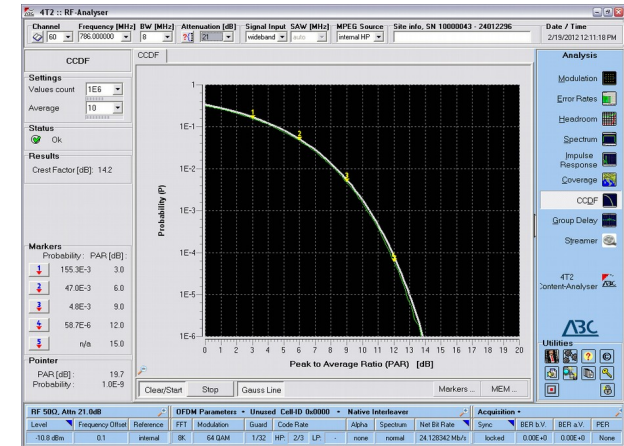 4T2 :: RF-Analyser
Channel Frequency [MHz] BW [MHz] Attenuation [dB] Signal Input SAW [MHz] MPEG Source Site info, SN 10000043 - 24012296 Date / Time
60 786.000000 8 21 wideband auto internal HP 2/19/2012 12:11:18 PM
CCDF
CCDF
Analysis
Settings
Values count 1E6
Average 10
Status
Ok
Results
Crest Factor [dB]: 14.2
Markers
Probability: PAR [dB]:
1 155.3E-3 3.0
2 47.0E-3 6.0
3 4.8E-3 9.0
4 58.7E-6 12.0
5 n/a 15.0
Pointer
PAR [dB]: 19.7
Probability: 1.0E-9
Probability (P)
1
1E-1
1E-2
1E-3
1E-4
1E-5
1E-6
1
2
3
4
0 1 2 3 4 5 6 7 8 9 10 11 12 13 14 15 16 17 18 19 20
Peak to Average Ratio (PAR) [dB]
Clear/Start Stop Gauss Line Markers ... MEM ...
Modulation
Error Rates
Headroom
Spectrum
Impulse
Response
Coverage
CCDF
Group Delay
Streamer
4T2
Content-Analyser
ABC
Utilities
RF 50Ω, Attn 21.0dB OFDM Parameters - Unused Cell-ID 0x0000 - Native Interleaver Acquisition -
Level Frequency Offset Reference FFT Modulation Guard Code Rate Alpha Spectrum Net Bit Rate Sync BER b.V. BER a.V. PER
-10.8 dBm 0.1 internal 8K 64 QAM 1/32 HP: 2/3 LP: - none normal 24.128342 Mb/s locked 0.00E+0 0.00E+0 None